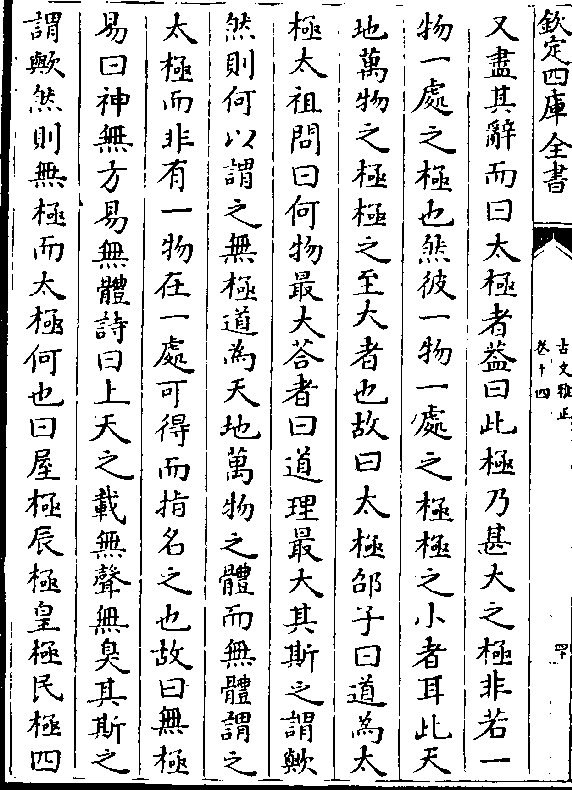 欽定四庫全書
古文雅正
卷十四
又盡其辭而曰太極者葢曰此極乃甚大之極非若一
物一處之極也然彼一物一處之極極之小者耳此天
地萬物之極極之至大者也故曰太極邵子曰道為太
極太祖問曰何物最大荅者曰道理最大其斯之謂歟
然則何以謂之無極道為天地萬物之體而無體謂之
太極而非有一物在一處可得而指名之也故曰無極
易曰神無方易無體詩曰上天之載無聲無臭其斯之
謂歟然則無極而太極何也曰屋極辰極皇極民極四